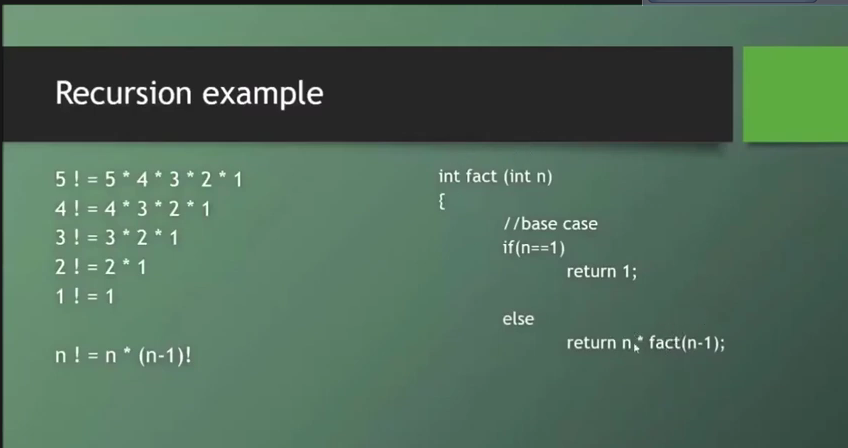 Recursion example
5 ! = 5 * 4 * 3 * 2 * 1
4 ! = 4 * 3 * 2 * 1
3 ! = 3 * 2 * 1
2 ! = 2 * 1
1 ! = 1
n ! = n * (n-1)!
int fact (int n)
{
//base case
if(n==1)
return 1;
else
return n * fact(n-1);